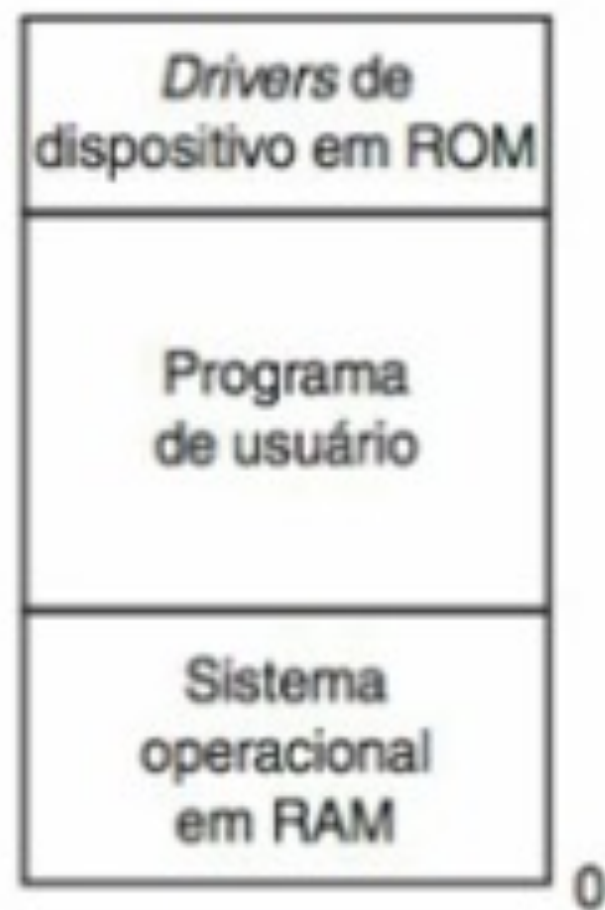 Drivers de
dispositivo em ROM
Programa
de usuário
Sistema
operacional
em RAM
0